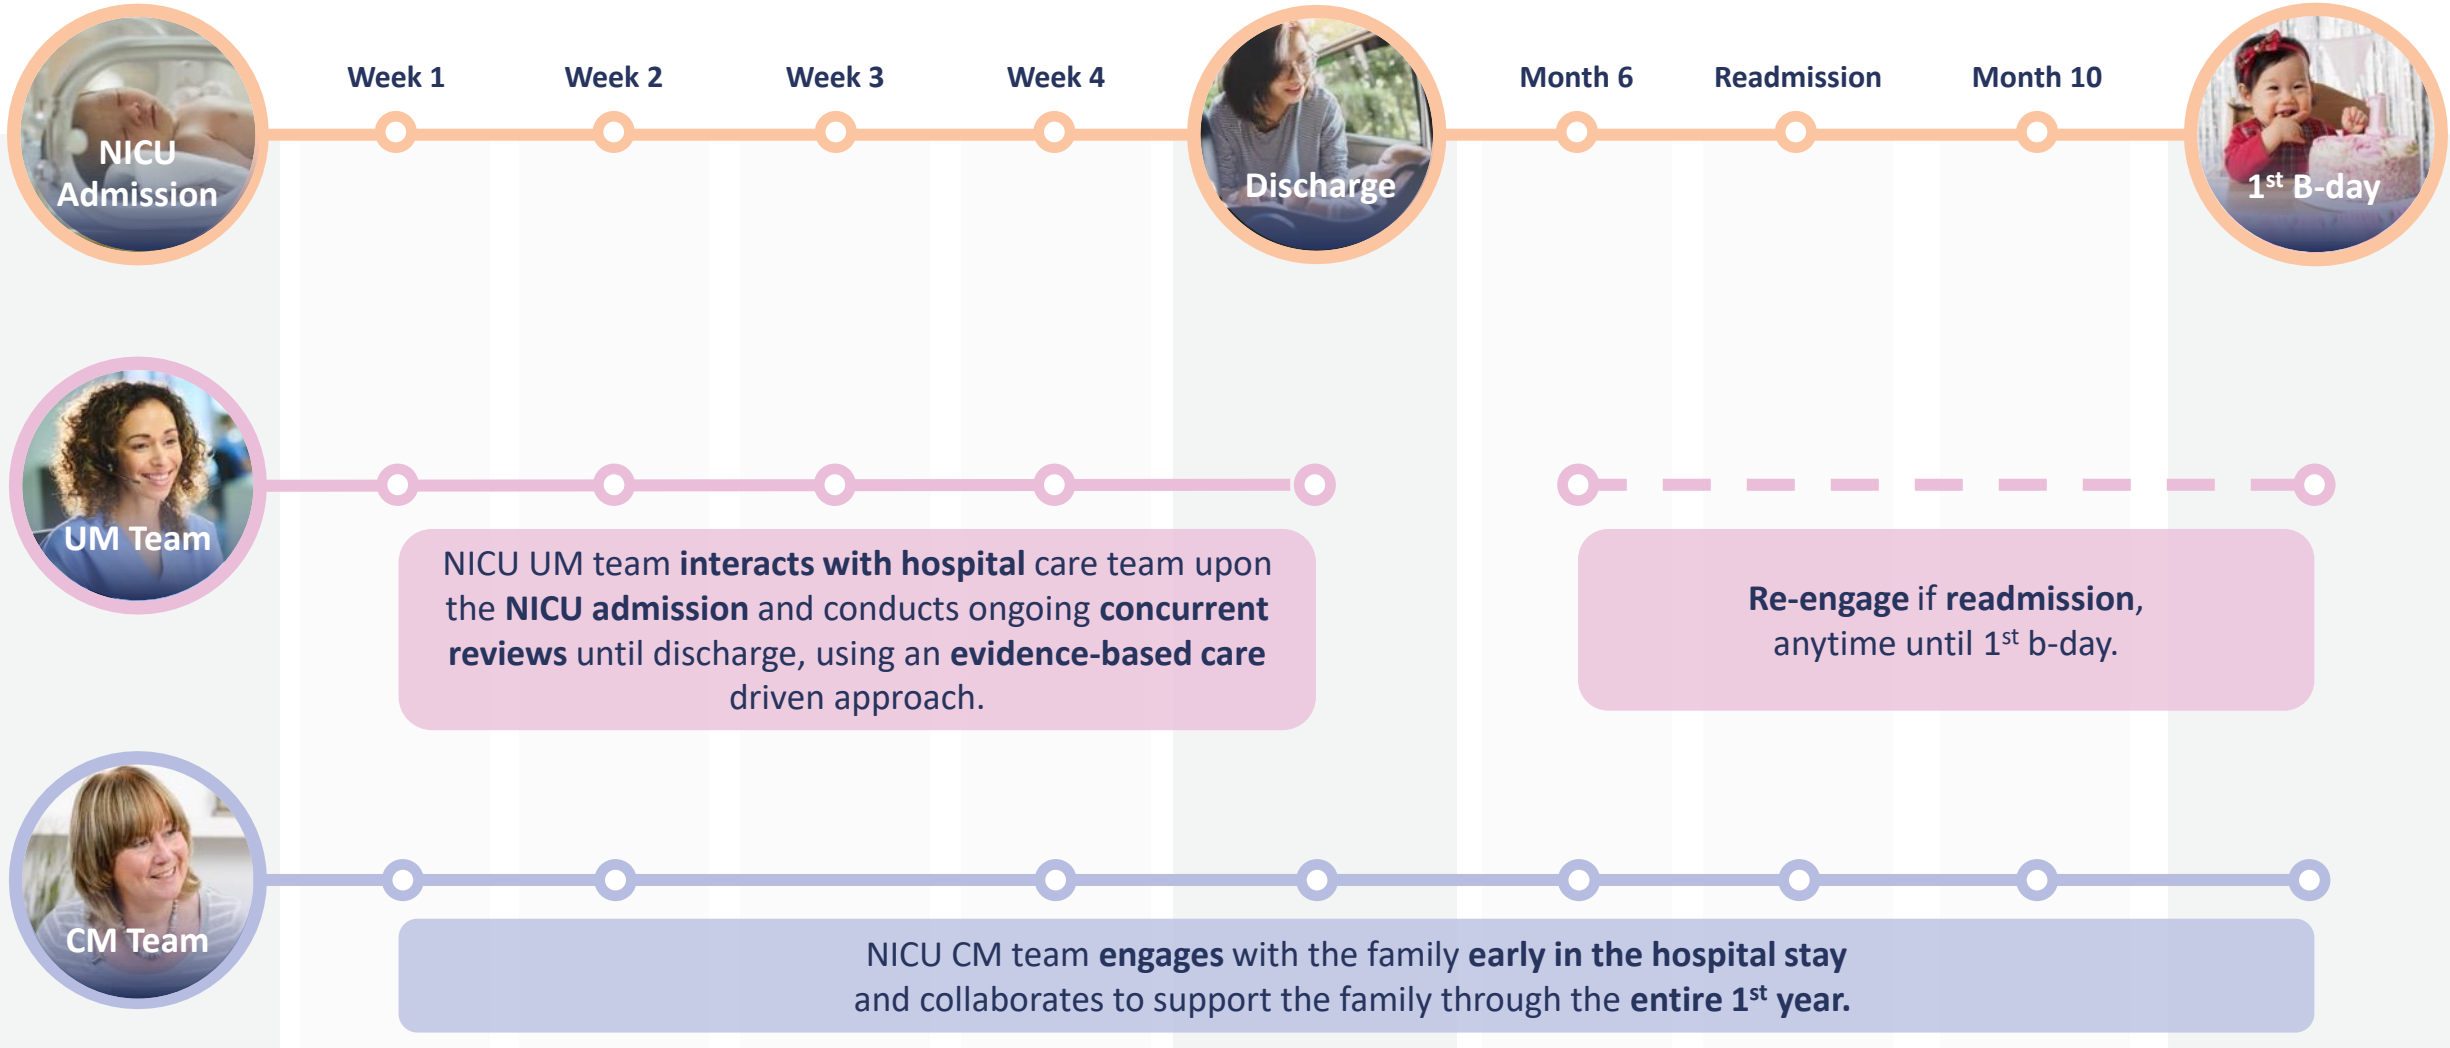 NICU
Admission
Week 1
Week 2
Week 3
Week 4
Discharge
Month 6
Readmission
Month 10
1st B-day
UM Team
NICU UM team interacts with hospital care team upon
the NICU admission and conducts ongoing concurrent
reviews until discharge, using an evidence-based care
driven approach.
Re-engage if readmission,
anytime until 1st b-day.
CM Team
NICU CM team engages with the family early in the hospital stay
and collaborates to support the family through the entire 1st year.